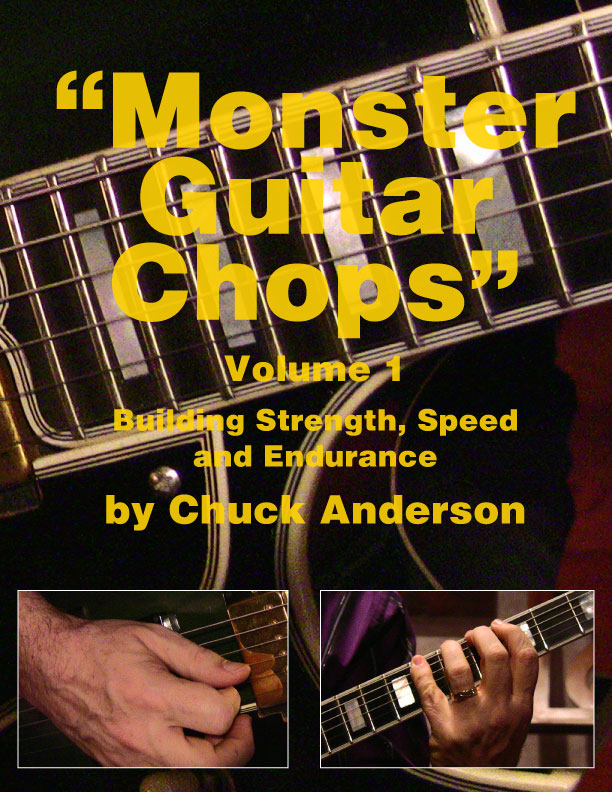 “Monster
Guitar
Chops”
Volume 1
Building Strength, Speed
and Endurance
by Chuck Anderson